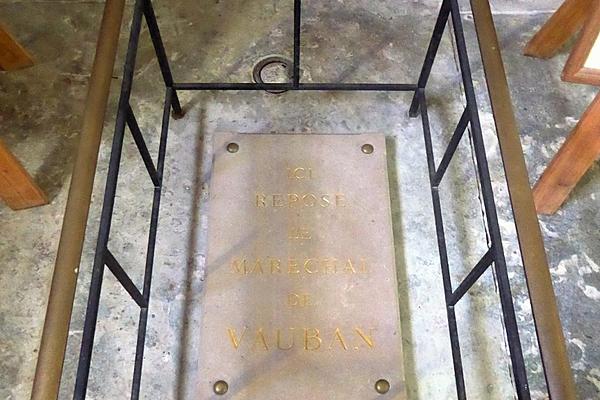 ICI
REPOSE
LE
MARECHAL
DE
VAUBAN